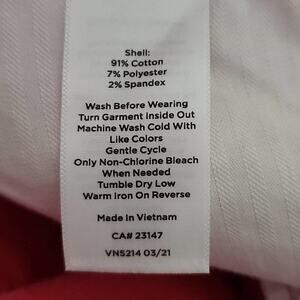 Shell:
91% Cotton
7% Polyester
2% Spandex
Wash Before Wearing
Turn Garment Inside Out
Machine Wash Cold With
Like Colors
Gentle Cycle
Only Non-Chlorine Bleach
When Needed
Tumble Dry Low
Warm Iron On Reverse
Made In Vietnam
CA# 23147
VN5214 03/21